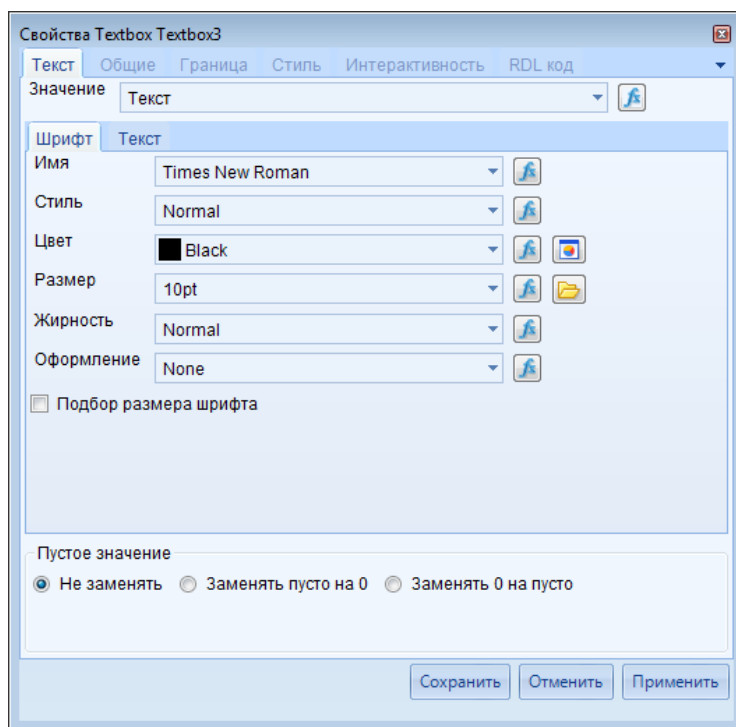 Свойства Textbox Textbox3
Текст Общие Граница Стиль Интерактивность RDL код
Значение Текст
Шрифт Текст
Имя Times New Roman
Стиль Normal
Цвет Black
Размер 10pt
Жирность Normal
Оформление None
Подбор размера шрифта
Пустое значение
Не заменять Заменять пусто на 0 Заменять 0 на пусто
Сохранить Отменить Применить